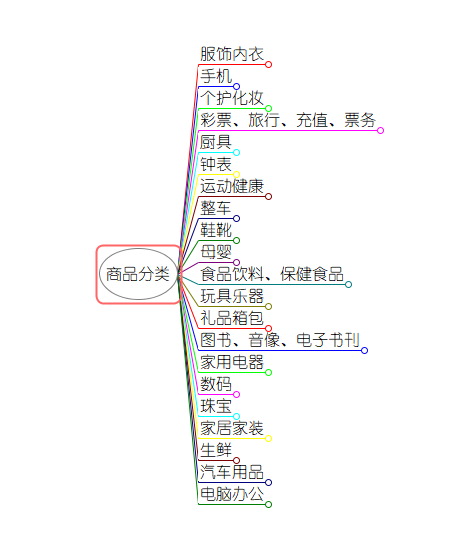 服饰内衣
手机
个护化妆
彩票、旅行、充值、票务
厨具
钟表
运动健康
整车
鞋靴
母婴
商品分类
食品饮料、保健食品
玩具乐器
礼品箱包
图书、音像、电子书刊
家用电器
数码
珠宝
家居家装
生鲜
汽车用品
电脑办公